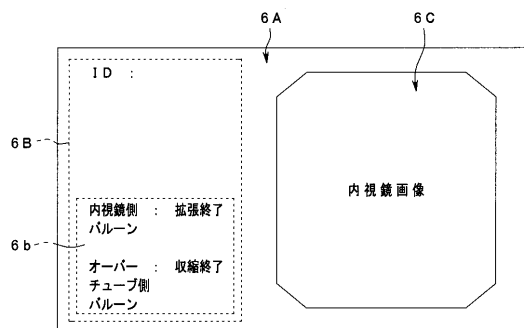 6A
6C
ID :
6B
内視鏡画像
内視鏡側 : 拡張終了
バルーン
6b
オーバー : 収縮終了
チューブ側
バルーン